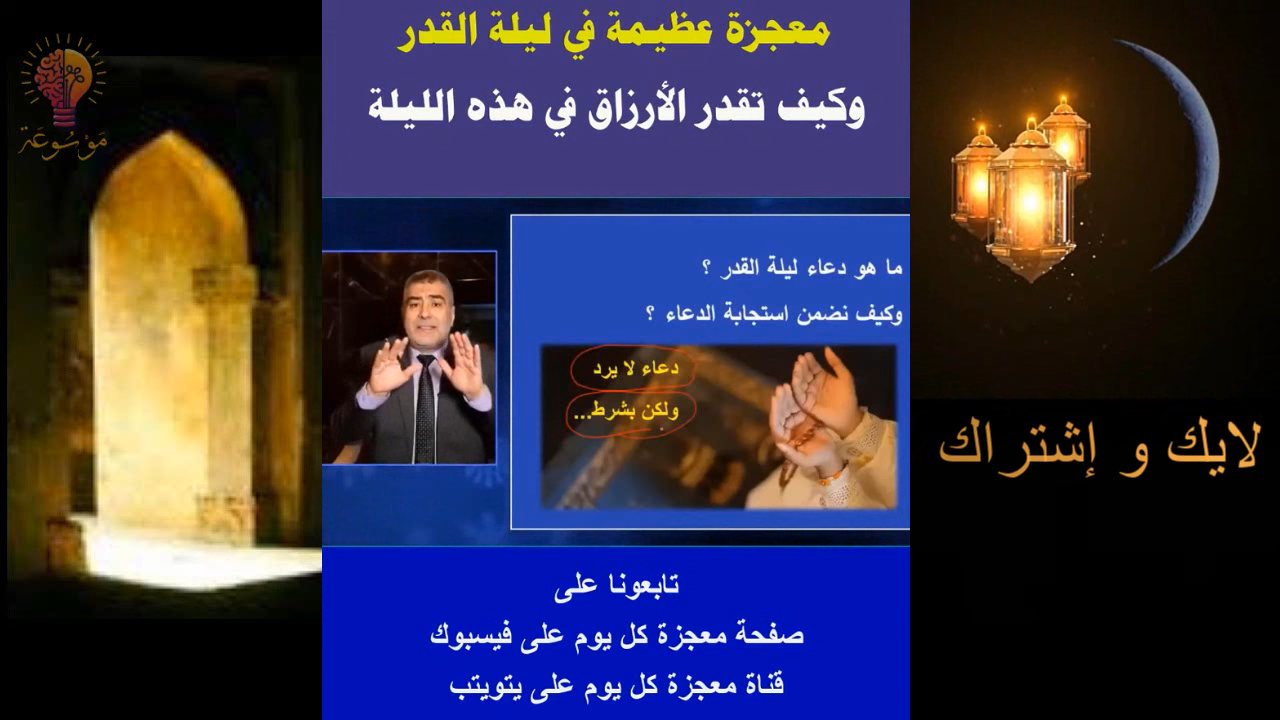 معجزة عظيمة في ليلة القدر
وكيف تقدر الأرزاق في هذه الليلة
مَوْسُوعَة
ما هو دعاء ليلة القدر ؟
وكيف نضمن استجابة الدعاء ؟
دعاء لا يرد
ولكن بشرط...
لايك و إشتراك
تابعونا على
صفحة معجزة كل يوم على فيسبوك
قناة معجزة كل يوم على يتويتب